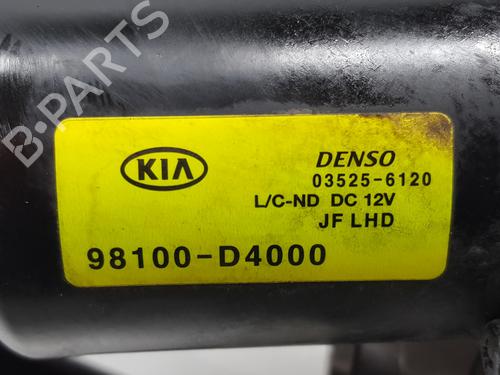 B-PARTS
KIA
DENSO
03525-6120
L/C-ND DC 12V
JF LHD
98100-D4000